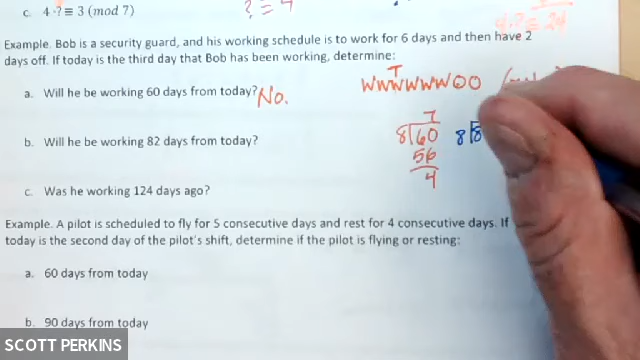 c. 4 · ? ≡ 3 (mod 7)
? = 4
4·? ≡ 24
Example. Bob is a security guard, and his working schedule is to work for 6 days and then have 2
days off. If today is the third day that Bob has been working, determine:
T
WWWWWWOO
a. Will he be working 60 days from today? No.
7
8 60 8 8
b. Will he be working 82 days from today?
56
4
c. Was he working 124 days ago?
Example. A pilot is scheduled to fly for 5 consecutive days and rest for 4 consecutive days. If
today is the second day of the pilot's shift, determine if the pilot is flying or resting:
a. 60 days from today
b. 90 days from today
SCOTT PERKINS